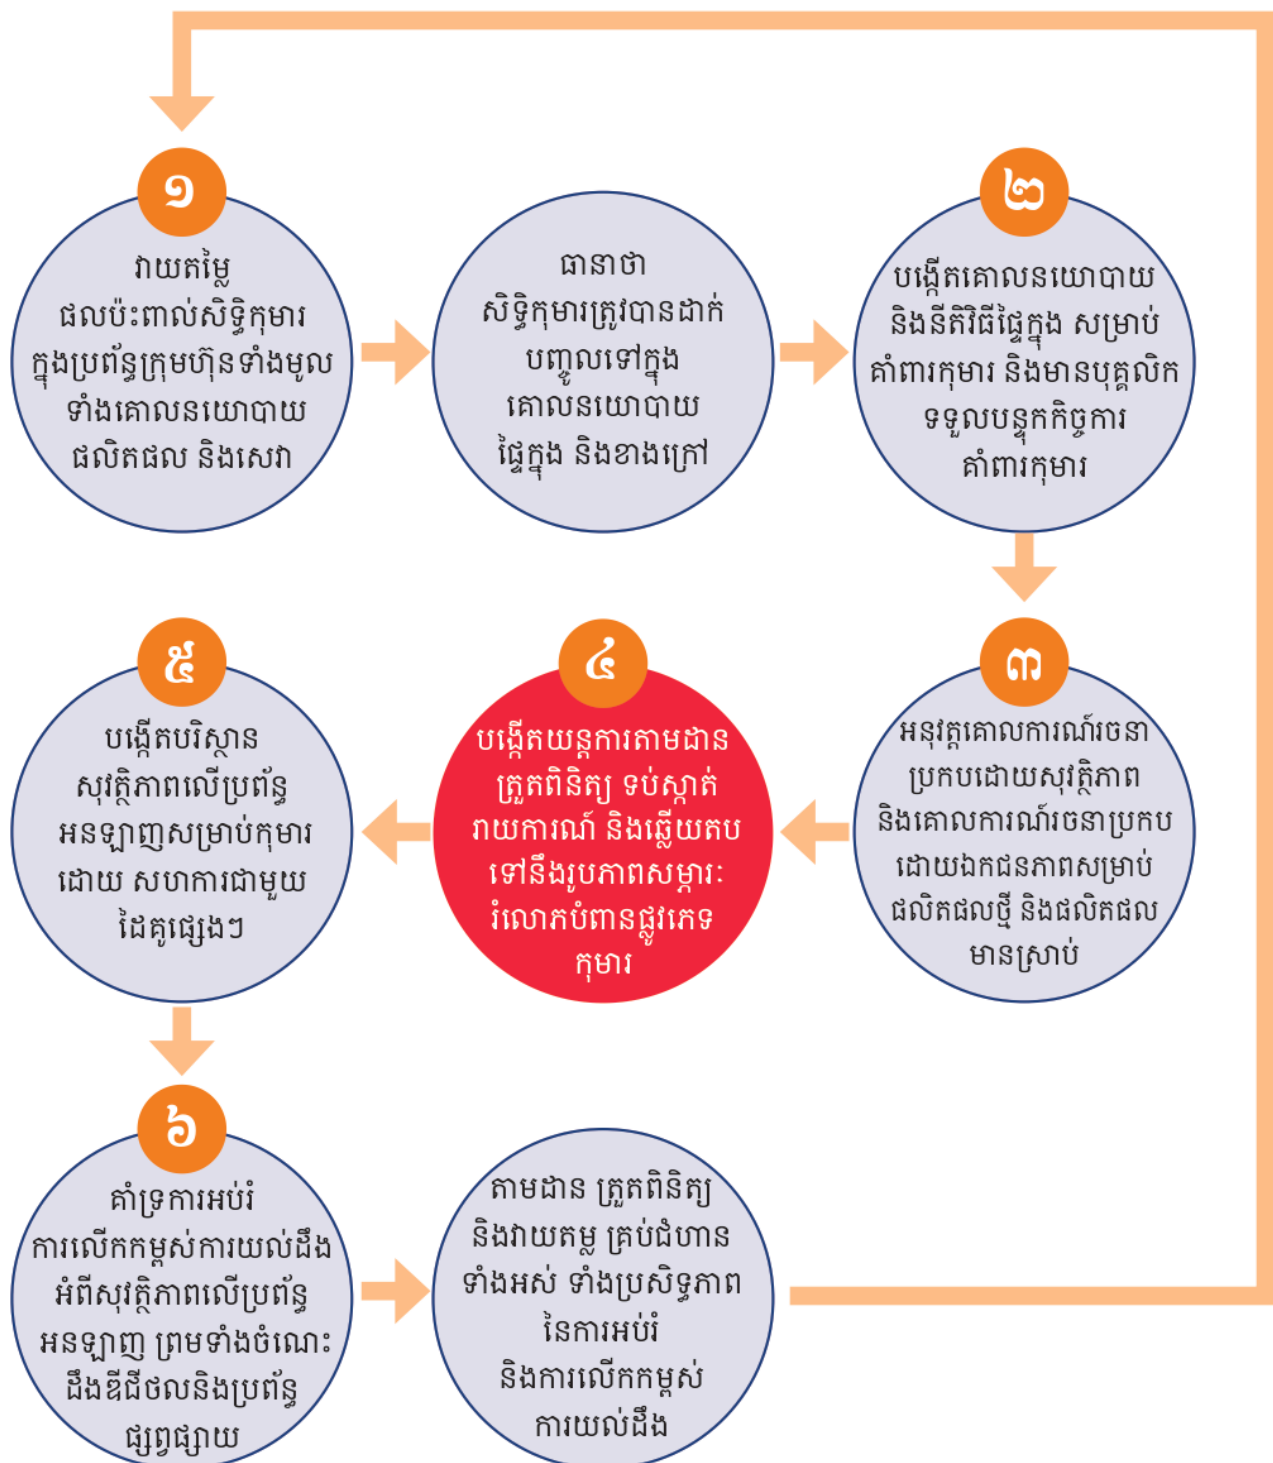 ១
វាយតម្លៃ
ផលប៉ះពាល់សិទ្ធិកុមារ
ក្នុងប្រព័ន្ធក្រុមហ៊ុនទាំងមូល
ទាំងគោលនយោបាយ
ផលិតផល និងសេវា
ធានាថា
សិទ្ធិកុមារត្រូវបានដាក់
បញ្ចូលទៅក្នុង
គោលនយោបាយ
ផ្ទៃក្នុង និងខាងក្រៅ
២
បង្កើតគោលនយោបាយ
និងនីតិវិធីផ្ទៃក្នុង សម្រាប់
គាំពារកុមារ និងមានបុគ្គលិក
ទទួលបន្ទុកកិច្ចការ
គាំពារកុមារ
៣
អនុវត្តគោលការណ៍រចនា
ប្រកបដោយសុវត្ថិភាព
និងគោលការណ៍រចនាប្រកប
ដោយឯកជនភាពសម្រាប់
ផលិតផលថ្មី និងផលិតផល
មានស្រាប់
៤
បង្កើតយន្តការតាមដាន
ត្រួតពិនិត្យ ទប់ស្កាត់
រាយការណ៍ និងឆ្លើយតប
ទៅនឹងរូបភាពសម្ភារៈ
រំលោភបំពានផ្លូវភេទ
កុមារ
៥
បង្កើតបរិស្ថាន
សុវត្ថិភាពលើប្រព័ន្ធ
អនឡាញសម្រាប់កុមារ
ដោយ សហការជាមួយ
ដៃគូផ្សេងៗ
៦
គាំទ្រការអប់រំ
ការលើកកម្ពស់ការយល់ដឹង
អំពីសុវត្ថិភាពលើប្រព័ន្ធ
អនឡាញ ព្រមទាំងចំណេះ
ដឹងឌីជីថលនិងប្រព័ន្ធ
ផ្សព្វផ្សាយ
តាមដាន ត្រួតពិនិត្យ
និងវាយតម្ល គ្រប់ជំហាន
ទាំងអស់ ទាំងប្រសិទ្ធភាព
នៃការអប់រំ
និងការលើកកម្ពស់
ការយល់ដឹង